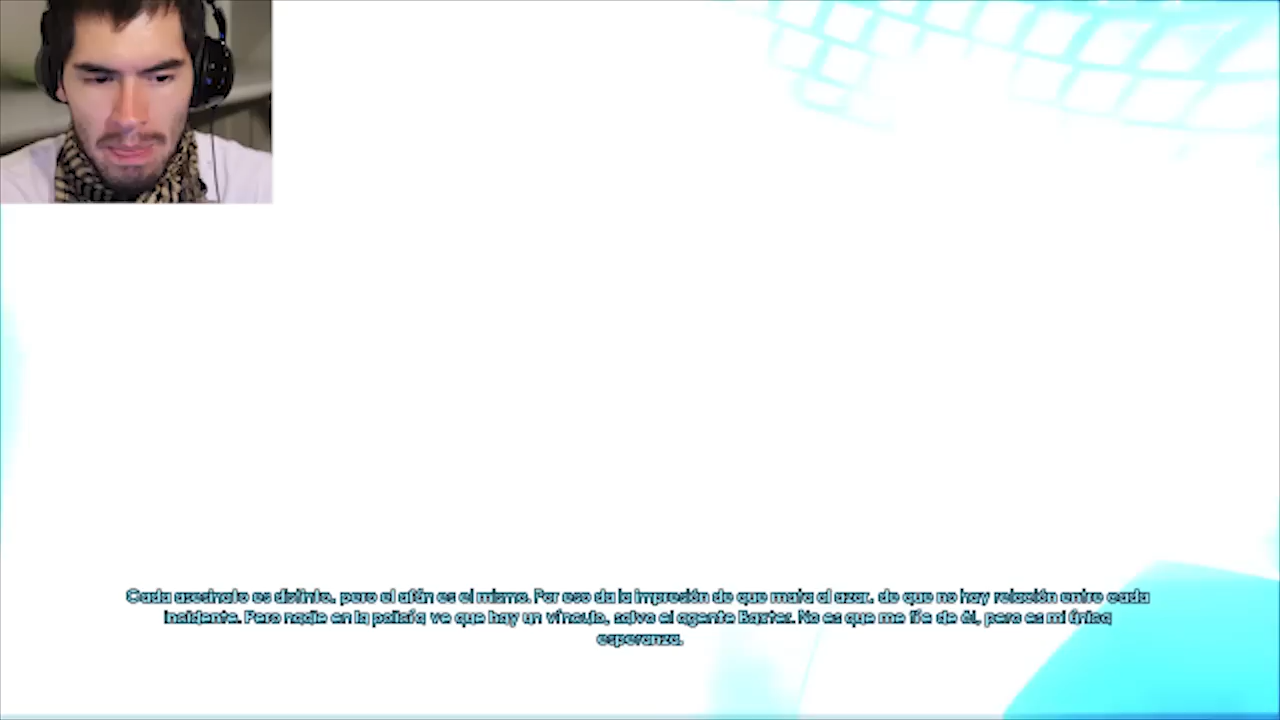 Cada asesinato es distinto, pero el afán es el mismo. Por eso da la impresión de que mata al azar, de que no hay relación entre cada
incidente. Pero nadie en la policía ve que hay un vínculo, salvo el agente Baxter. No es que me fíe de él, pero es mi única
esperanza.